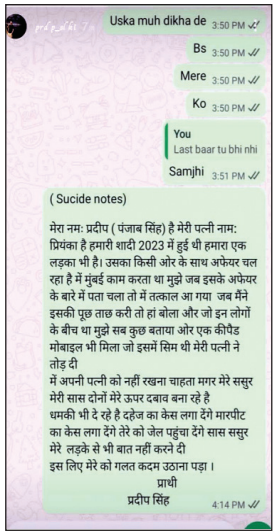 Uska muh dikha de 3:50 PM
Bs 3:50 PM
Mere 3:50 PM
Ko 3:50 PM
You
Last baar tu bhi nhi
Samjhi 3:51 PM
( Sucide notes)
मेरा नमः प्रदीप ( पंजाब सिंह) है मेरी पत्नी नाम:
प्रियंका है हमारी शादी 2023 में हुई थी हमारा एक
लड़का भी है। उसका किसी ओर के साथ अफेयर चल
रहा है में मुंबई काम करता था मुझे जब इसके अफेयर
के बारे में पता चला तो में तत्काल आ गया  जब मैंने
इसकी पूछ ताछ करी तो हां बोला और जो इन लोगों
के बीच था मुझे सब कुछ बताया ओर एक कीपैड
मोबाइल भी मिला जो इसमें सिम थी मेरी पत्नी ने
तोड़ दी
में अपनी पत्नी को नहीं रखना चाहता मगर मेरे ससुर
मेरी सास दोनों मेरे ऊपर दबाव बना रहे है
धमकी भी दे रहे है दहेज का केस लगा देंगे मारपीट
का केस लगा देंगे तेरे को जेल पहुंचा देंगे सास ससुर
मेरे  लड़के से भी बात नहीं करने दी
इस लिए मेरे को गलत कदम उठाना पड़ा ।
प्राथी
प्रदीप सिंह 4:14 PM